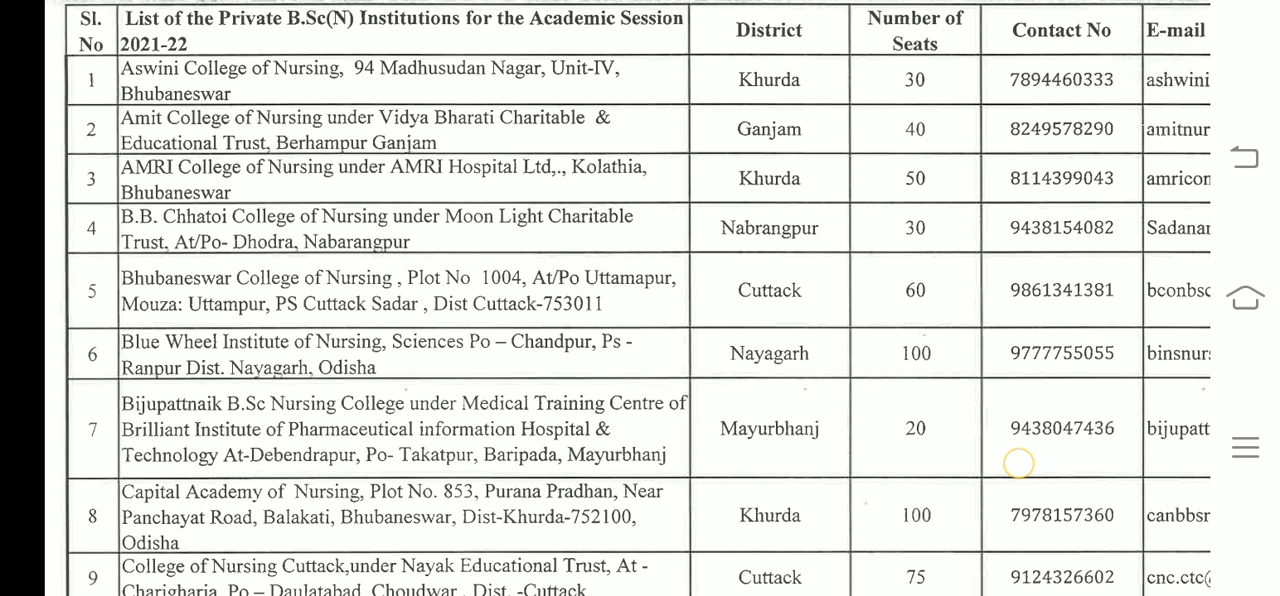 Sl. No
List of the Private B.Sc(N) Institutions for the Academic Session
2021-22
District
Number of
Seats
Contact No
E-mail
1
Aswini College of Nursing, 94 Madhusudan Nagar, Unit-IV,
Bhubaneswar
Khurda
30
7894460333
ashwini
2
Amit College of Nursing under Vidya Bharati Charitable &
Educational Trust, Berhampur Ganjam
Ganjam
40
8249578290
amitnur
3
AMRI College of Nursing under AMRI Hospital Ltd,., Kolathia,
Bhubaneswar
Khurda
50
8114399043
amricon
4
B.B. Chhatoi College of Nursing under Moon Light Charitable
Trust, At/Po- Dhodra, Nabarangpur
Nabrangpur
30
9438154082
Sadanan
5
Bhubaneswar College of Nursing , Plot No 1004, At/Po Uttamapur,
Mouza: Uttampur, PS Cuttack Sadar , Dist Cuttack-753011
Cuttack
60
9861341381
bconbsc
6
Blue Wheel Institute of Nursing, Sciences Po – Chandpur, Ps -
Ranpur Dist. Nayagarh, Odisha
Nayagarh
100
9777755055
binsnur
7
Bijupattnaik B.Sc Nursing College under Medical Training Centre of
Brilliant Institute of Pharmaceutical information Hospital &
Technology At-Debendrapur, Po- Takatpur, Baripada, Mayurbhanj
Mayurbhanj
20
9438047436
bijupatt
8
Capital Academy of Nursing, Plot No. 853, Purana Pradhan, Near
Panchayat Road, Balakati, Bhubaneswar, Dist-Khurda-752100,
Odisha
Khurda
100
7978157360
canbbsr
9
College of Nursing Cuttack,under Nayak Educational Trust, At -
Charigharia, Po – Daulatabad, Choudwar , Dist. -Cuttack
Cuttack
75
9124326602
cnc.ctc@